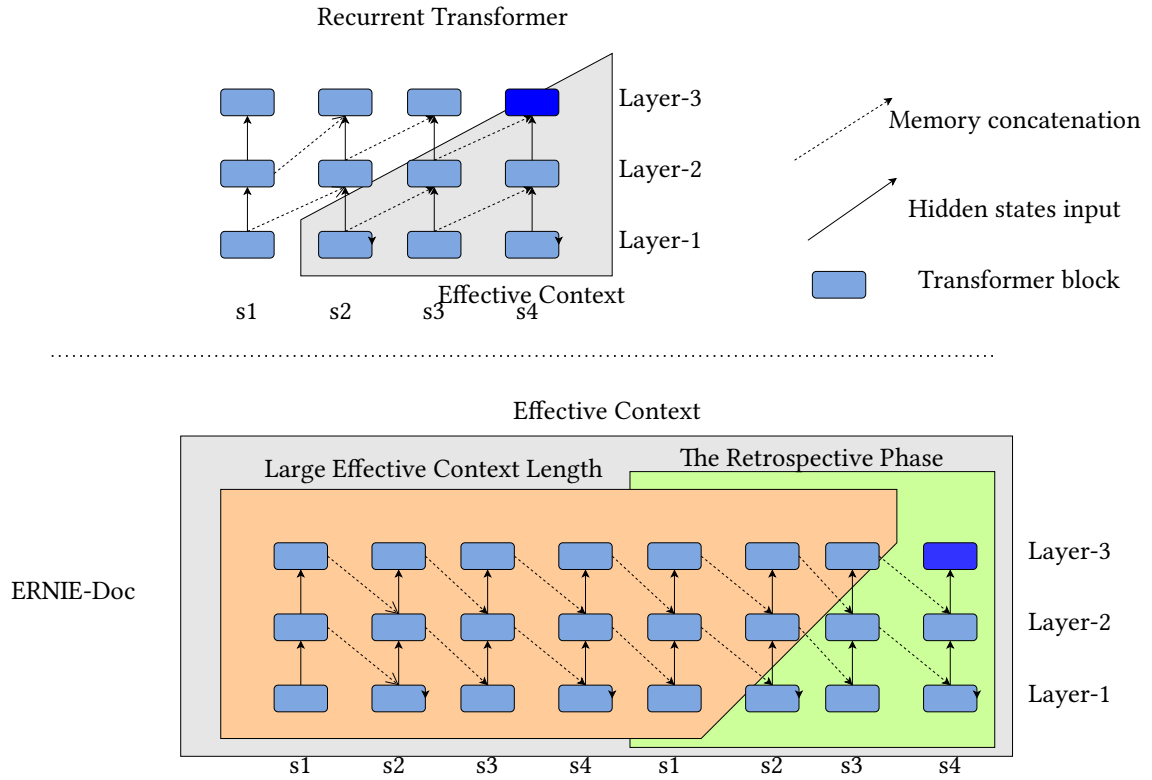 Recurrent Transformer
Layer-3
Memory concatenation
Layer-2
Hidden states input
Layer-1
Transformer block
Effective Context
s1 s2 s3 s4
Effective Context
Large Effective Context Length
The Retrospective Phase
Layer-3
ERNIE-Doc
Layer-2
Layer-1
s1 s2 s3 s4 s1 s2 s3 s4